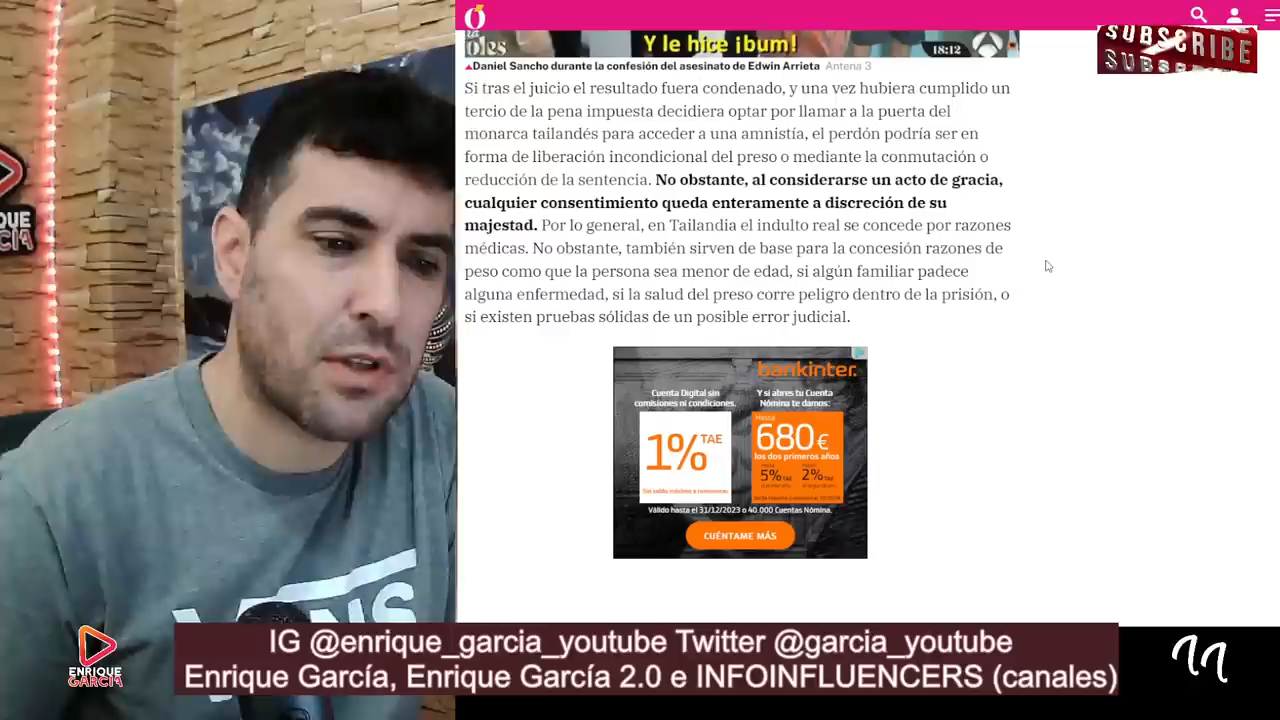 SUBSCRIBE
SUBSCRIBE
Y le hice ¡bum!
18:12
Daniel Sancho durante la confesión del asesinato de Edwin Arrieta Antena 3
Si tras el juicio el resultado fuera condenado, y una vez hubiera cumplido un
tercio de la pena impuesta decidiera optar por llamar a la puerta del
monarca tailandés para acceder a una amnistía, el perdón podría ser en
forma de liberación incondicional del preso o mediante la conmutación o
reducción de la sentencia. No obstante, al considerarse un acto de gracia,
cualquier consentimiento queda enteramente a discreción de su
majestad. Por lo general, en Tailandia el indulto real se concede por razones
médicas. No obstante, también sirven de base para la concesión razones de
peso como que la persona sea menor de edad, si algún familiar padece
alguna enfermedad, si la salud del preso corre peligro dentro de la prisión, o
si existen pruebas sólidas de un posible error judicial.
bankinter.
Cuenta Digital sin
comisiones ni condiciones.
1% TAE
Sin saldo máximo a remunerar.
Y si abres tu Cuenta
Nómina te damos:
Hasta
680€
los dos primeros años
Hasta 5% TAE
Hasta 2% TAE
Válido hasta el 31/12/2023 o 40.000 Cuentas Nómina.
CUÉNTAME MÁS
VANS
ENRIQUE
GARCÍA
IG @enrique_garcia_youtube Twitter @garcia_youtube
Enrique García, Enrique García 2.0 e INFOINFLUENCERS (canales)